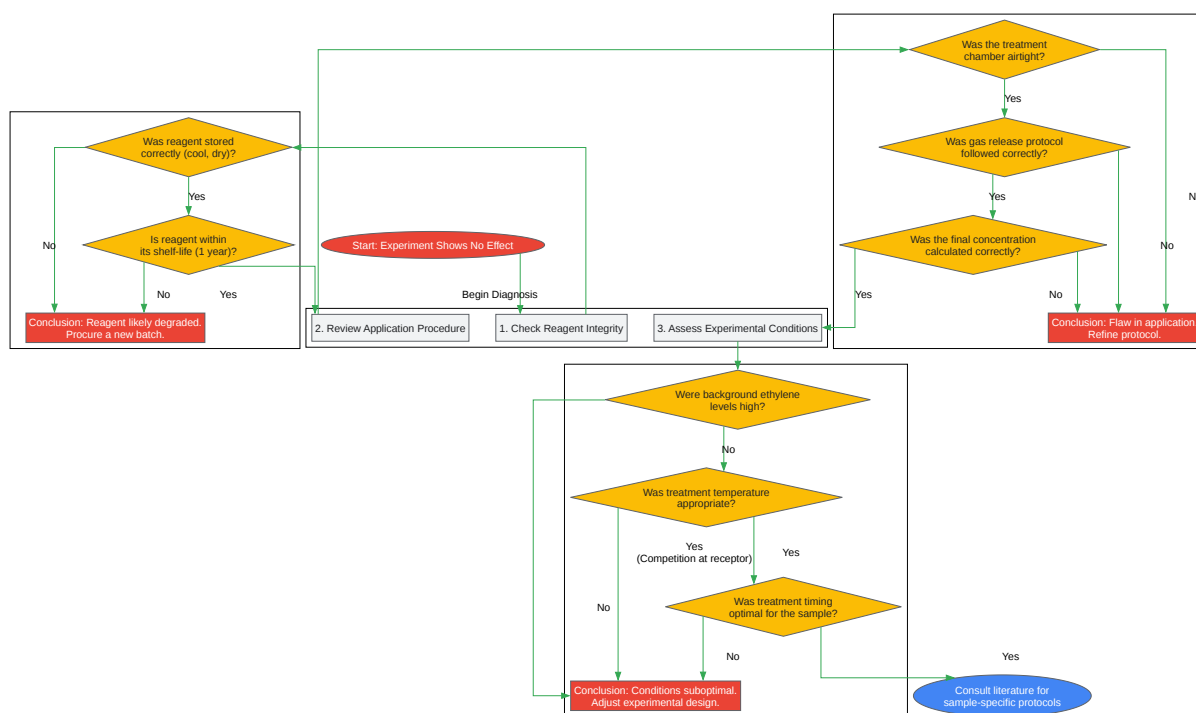 Was the treatment
chamber airtight?
Yes
Was reagent stored
correctly (cool, dry)?
Was gas release protocol
followed correctly?
Yes
Yes
N
No
Is reagent within
its shelf-life (1 year)?
Start: Experiment Shows No Effect
Was the final concentration
calculated correctly?
No
No
Yes
Begin Diagnosis
Yes
No
Conclusion: Reagent likely degraded.
Procure a new batch.
2. Review Application Procedure
1. Check Reagent Integrity
3. Assess Experimental Conditions
Conclusion: Flaw in application.
Refine protocol.
Were background ethylene
levels high?
No
Was treatment temperature
appropriate?
Yes
(Competition at receptor)
Yes
Was treatment timing
optimal for the sample?
No
No
Yes
Conclusion: Conditions suboptimal.
Adjust experimental design.
Consult literature for
sample-specific protocols